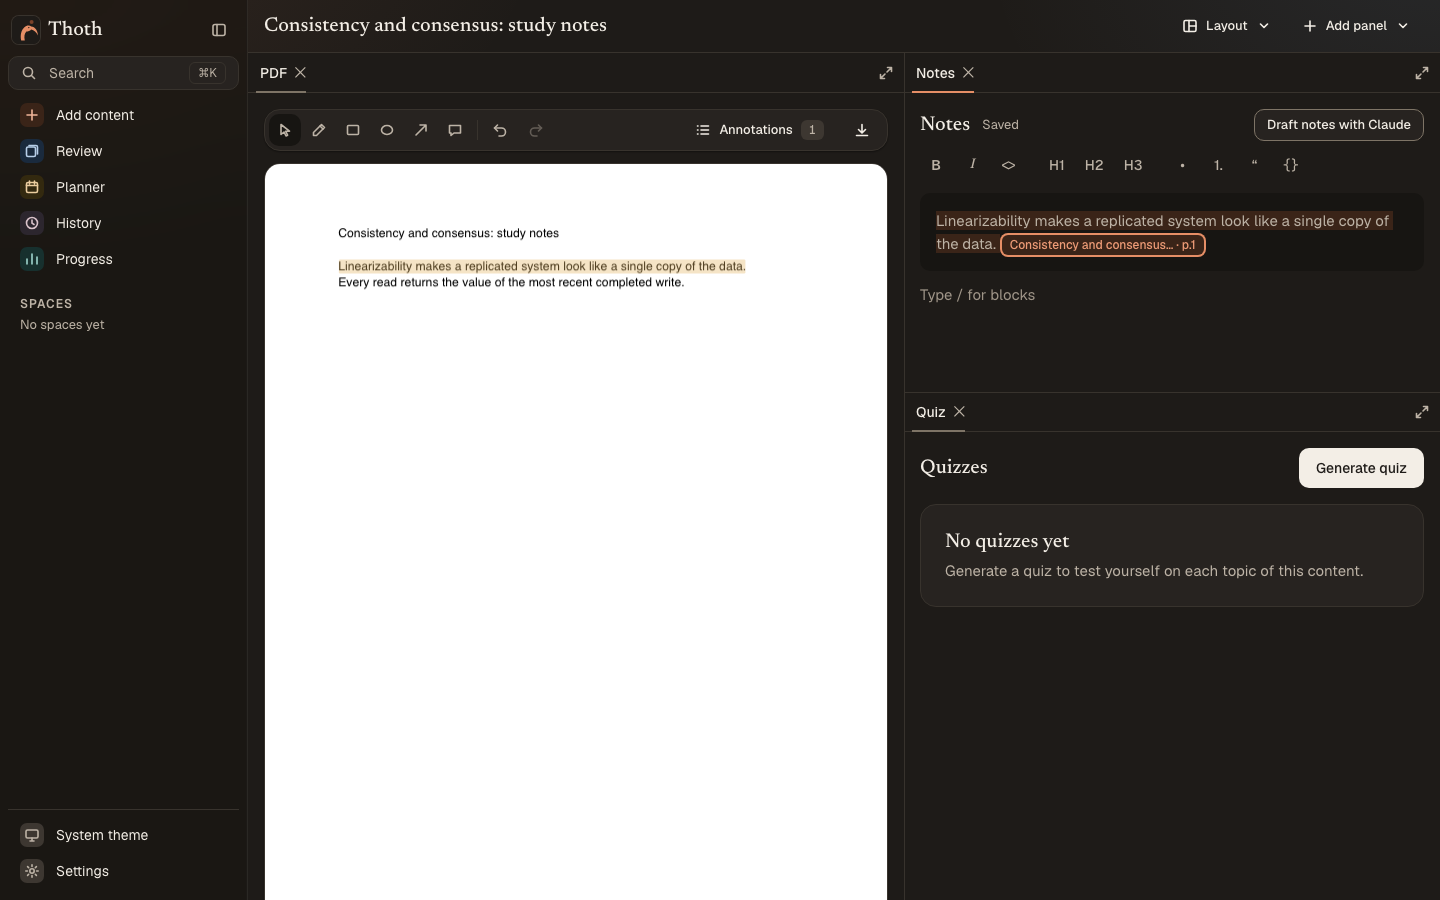 Thoth
Search
⌘K
Add content
Review
Planner
History
Progress
SPACES
No spaces yet
System theme
Settings
Consistency and consensus: study notes
Layout
Add panel
PDF
Annotations 1
Consistency and consensus: study notes
Linearizability makes a replicated system look like a single copy of the data.
Every read returns the value of the most recent completed write.
Notes
Notes
Saved
Draft notes with Claude
B I <> H1 H2 H3 • 1. “ {}
Linearizability makes a replicated system look like a single copy of
the data. Consistency and consensus… · p.1
Type / for blocks
Quiz
Quizzes
Generate quiz
No quizzes yet
Generate a quiz to test yourself on each topic of this content.